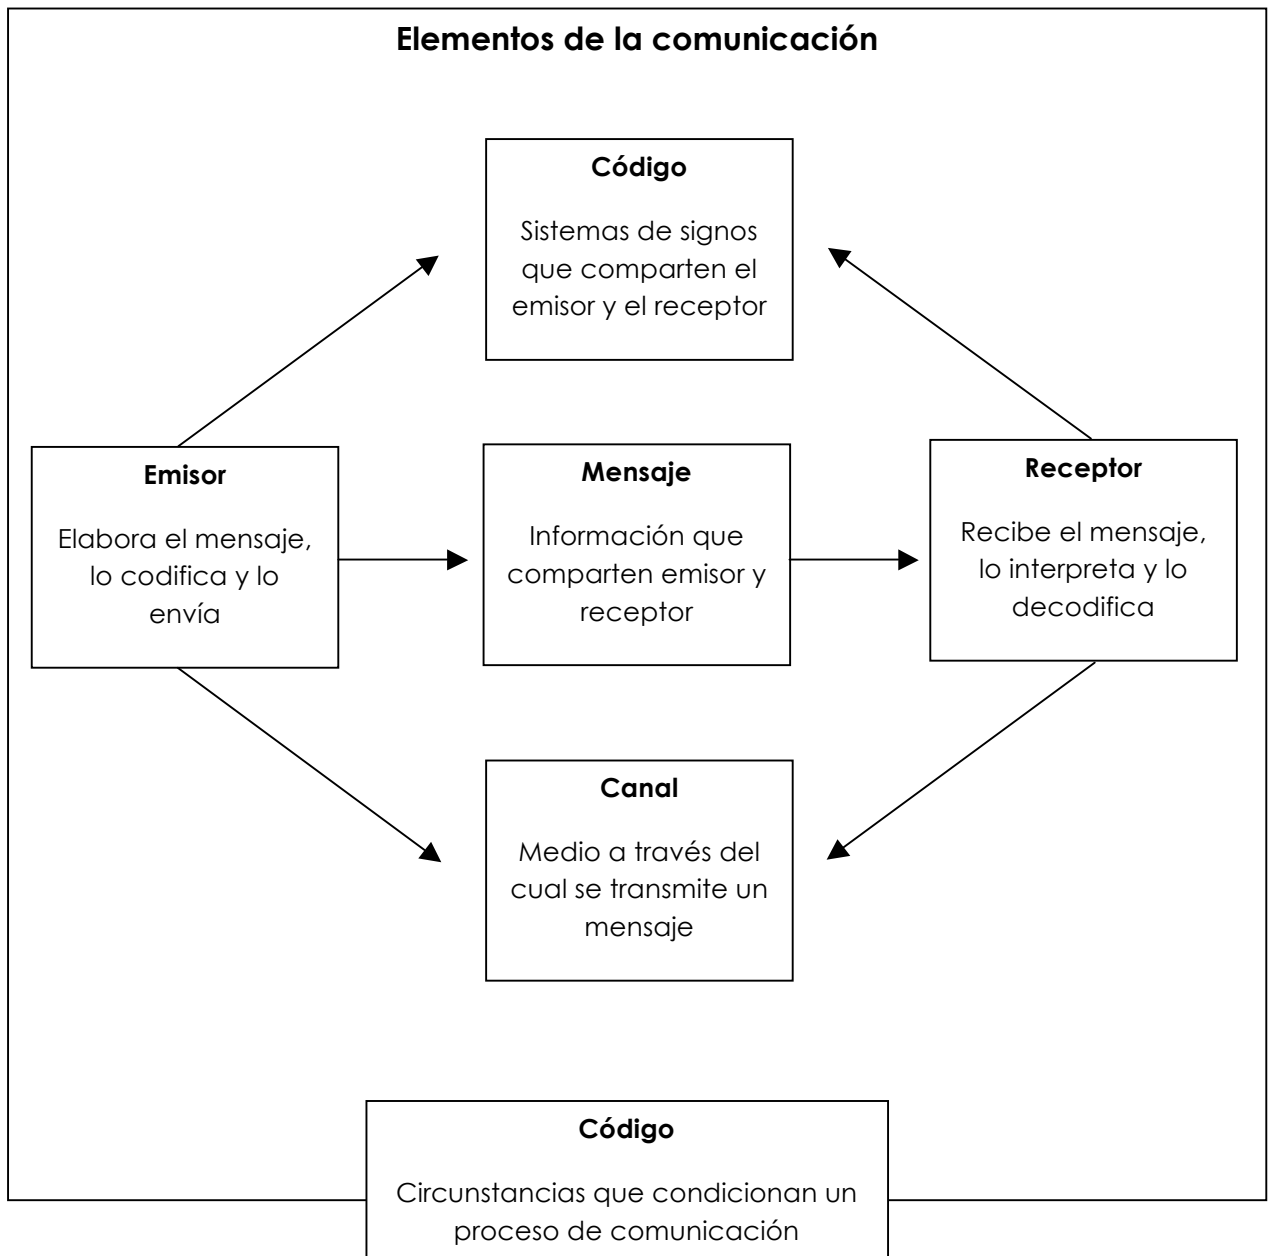 Elementos de la comunicación
Código
Sistemas de signos
que comparten el
emisor y el receptor
Emisor
Elabora el mensaje,
lo codifica y lo
envía
Mensaje
Información que
comparten emisor y
receptor
Receptor
Recibe el mensaje,
lo interpreta y lo
decodifica
Canal
Medio a través del
cual se transmite un
mensaje
Código
Circunstancias que condicionan un
proceso de comunicación